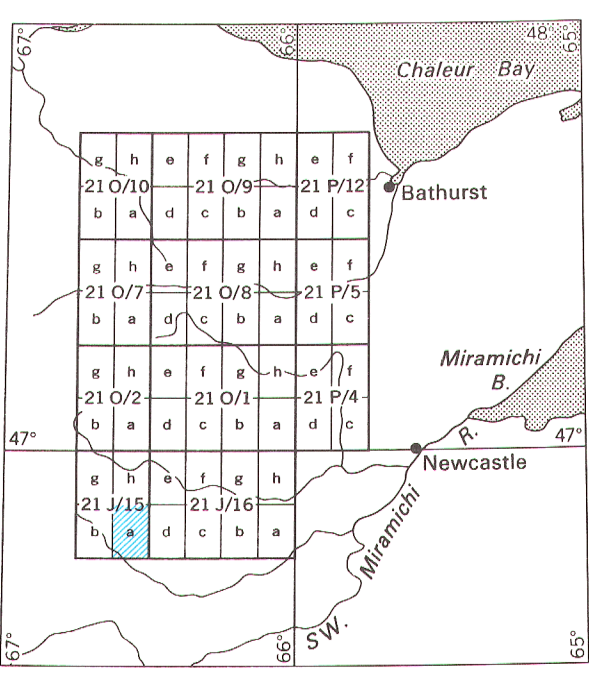 67° 66° 48° 65°
Chaleur Bay
g h e f g h e f
21 O/10 21 O/9 21 P/12
Bathurst
b a d c b a d c
g h e f g h e f
21 O/7 21 O/8 21 P/5
b a d c b a d c
Miramichi
B.
g h e f g h e f
21 O/2 21 O/1 21 P/4
b a d c b a d c
R.
47° 47°
Newcastle
g h e f g h
21 J/15 21 J/16
b a d c b a
Miramichi
SW.
67° 66° 65°